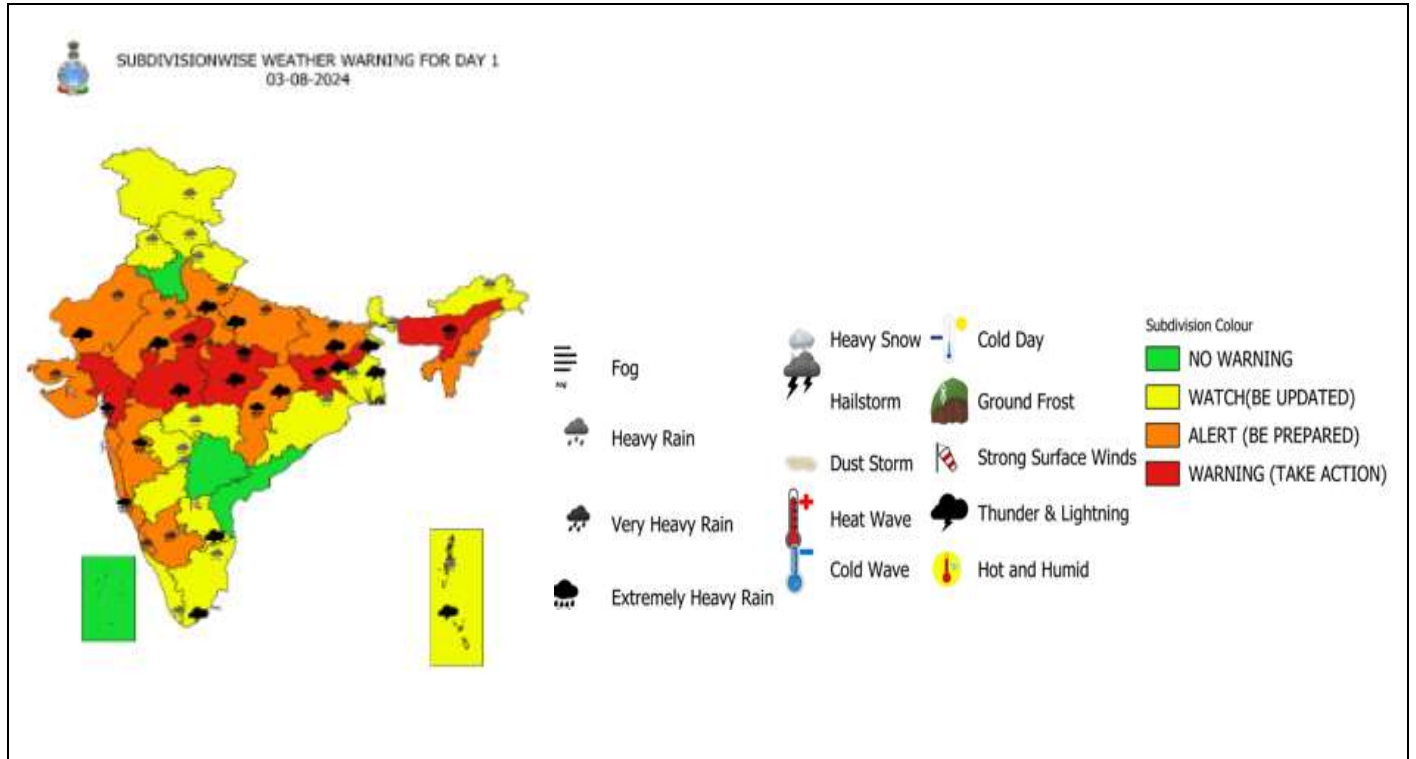 SUBDIVISIONWISE WEATHER WARNING FOR DAY 1
03-08-2024
Fog
Heavy Rain
Very Heavy Rain
Extremely Heavy Rain
Heavy Snow
Hailstorm
Dust Storm
Heat Wave
Cold Wave
Cold Day
Ground Frost
Strong Surface Winds
Thunder & Lightning
Hot and Humid
Subdivision Colour
NO WARNING
WATCH(BE UPDATED)
ALERT (BE PREPARED)
WARNING (TAKE ACTION)